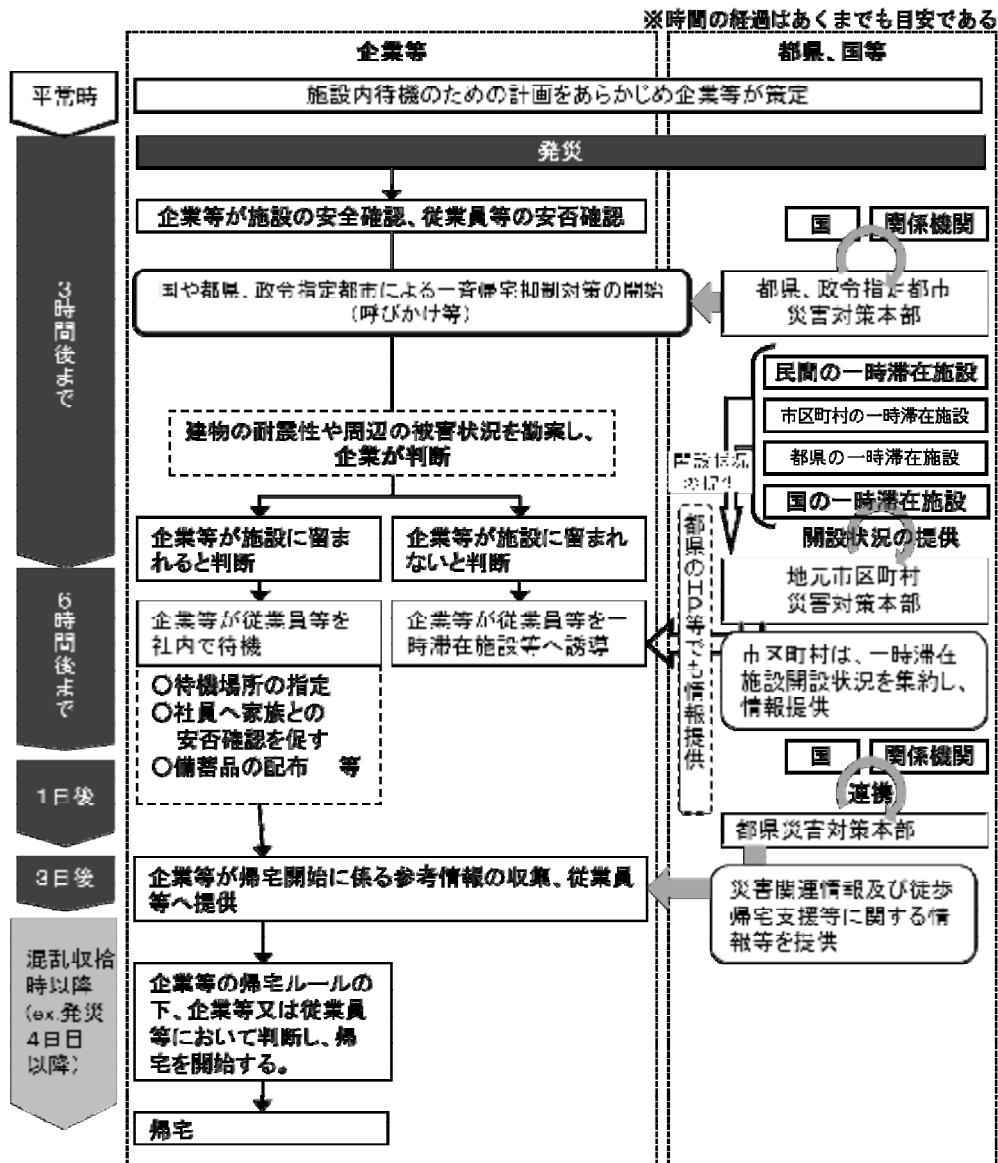 ※時間の経過はあくまでも目安である
企業等
都県、国等
平常時
施設内待機のための計画をあらかじめ企業等が策定
発災
3時間後まで
企業等が施設の安全確認、従業員等の安否確認
国
関係機関
国や都県、政令指定都市による一斉帰宅抑制対策の開始
（呼びかけ等）
都県、政令指定都市
災害対策本部
民間の一時滞在施設
市区町村の一時滞在施設
都県の一時滞在施設
国の一時滞在施設
建物の耐震性や周辺の被害状況を勘案し、
企業が判断
開設状況
開設状況の提供
企業等が施設に留ま
れると判断
企業等が施設に留まれ
ないと判断
都県のHP等でも情報提供
地元市区町村
災害対策本部
6時間後まで
企業等が従業員等を
社内で待機
企業等が従業員等を一
時滞在施設等へ誘導
市区町村は、一時滞在
施設開設状況を集約し、
情報提供
○待機場所の指定
○社員へ家族との
安否確認を促す
○備蓄品の配布　等
国
関係機関
連携
都県災害対策本部
1日後
3日後
企業等が帰宅開始に係る参考情報の収集、従業員
等へ提供
災害関連情報及び徒歩
帰宅支援等に関する情
報等を提供
混乱収拾
時以降
（ex.発災
4日目
以降）
企業等の帰宅ルールの
下、企業等又は従業員
等において判断し、帰
宅を開始する。
帰宅